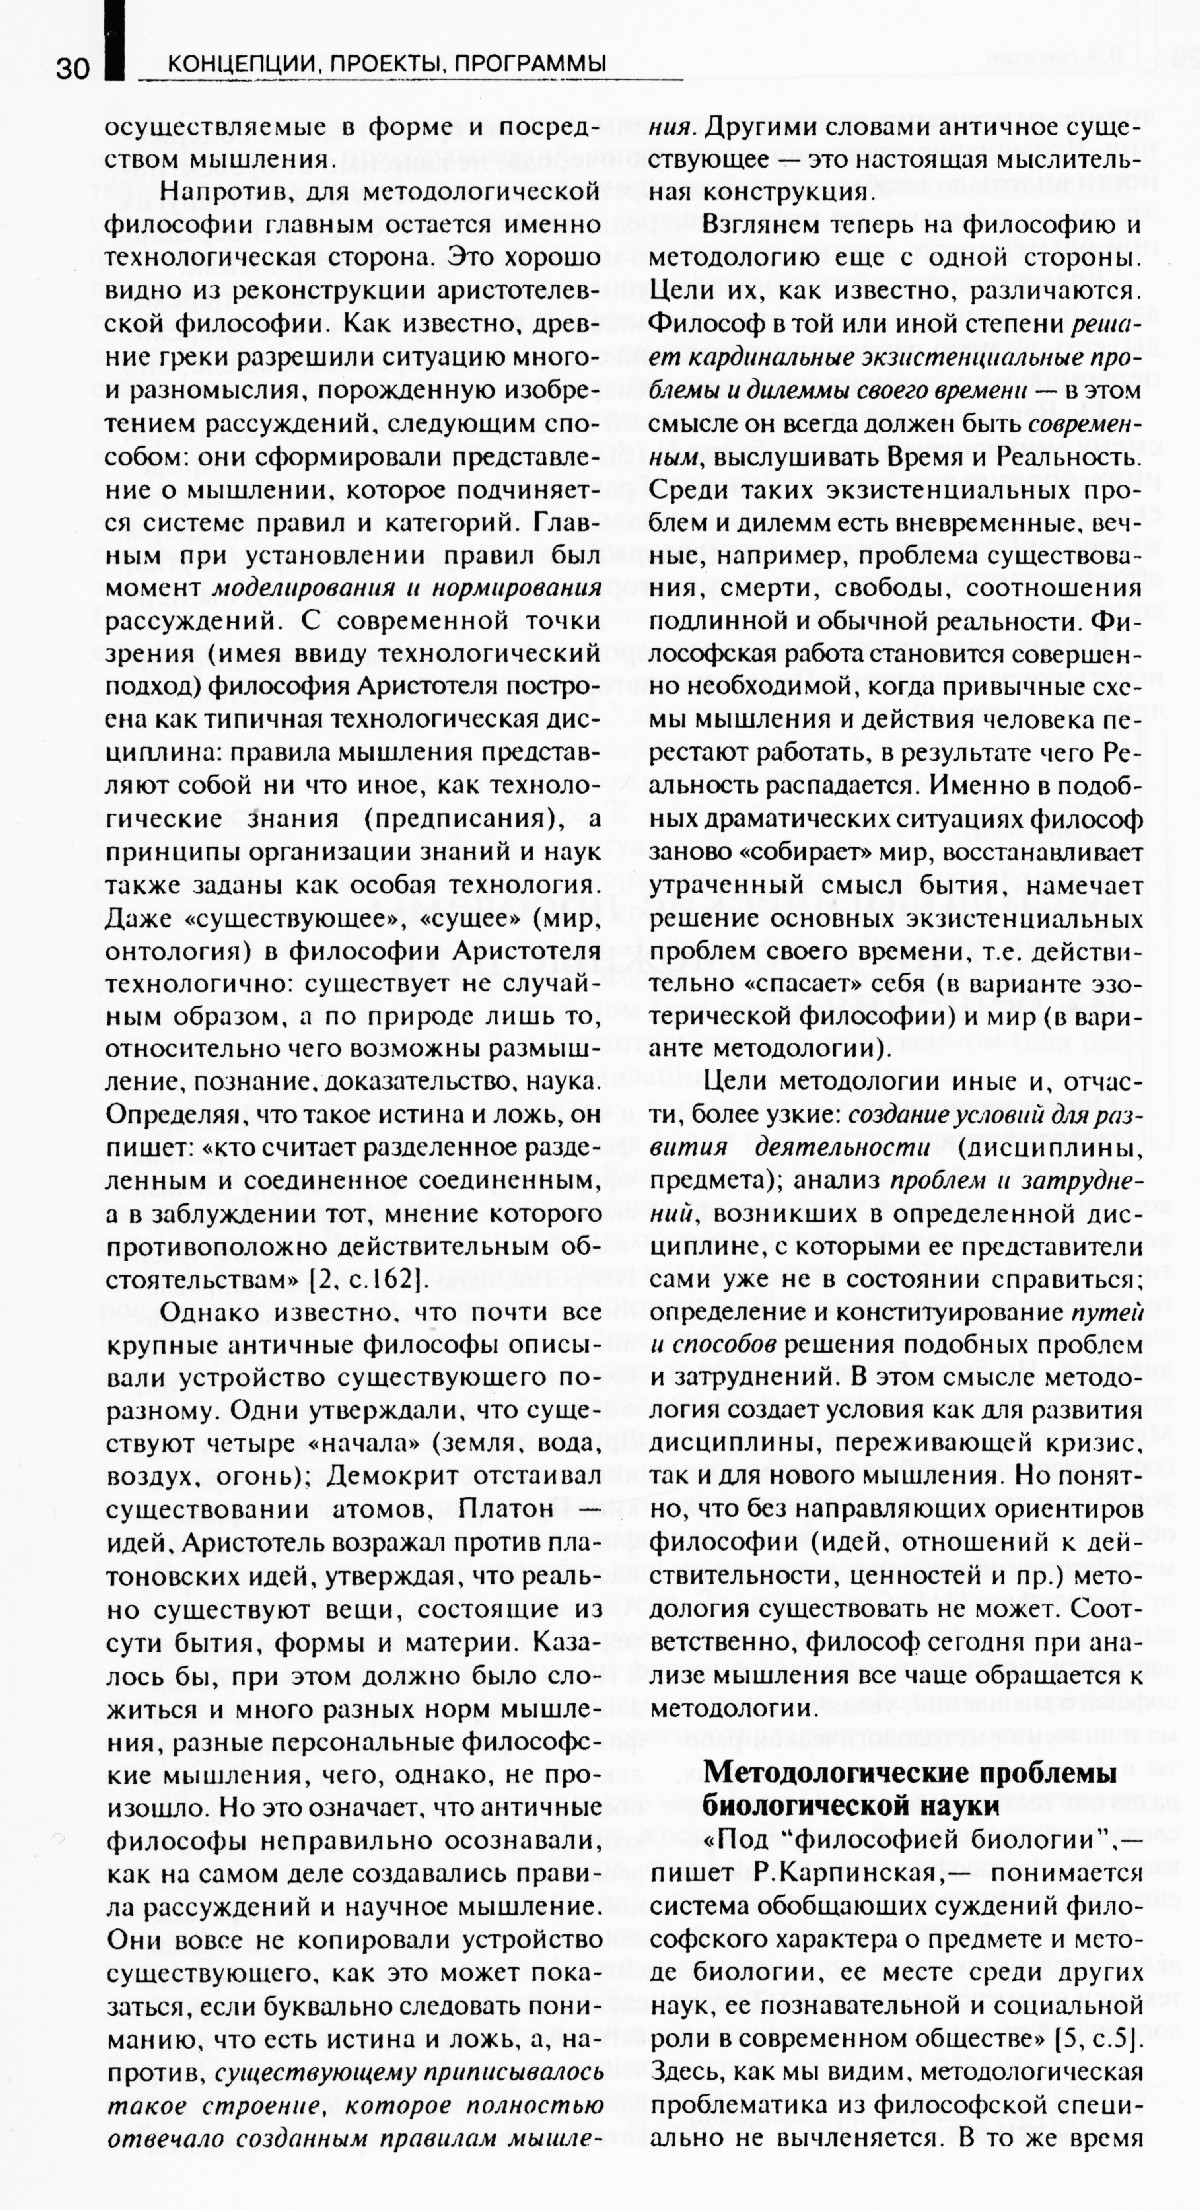 30
КОНЦЕПЦИИ, ПРОЕКТЫ, ПРОГРАММЫ
осуществляемые в форме и посред-
ством мышления.
Напротив, для методологической
философии главным остается именно
технологическая сторона. Это хорошо
видно из реконструкции аристотелев-
ской философии. Как известно, древ-
ние греки разрешили ситуацию много-
и разномыслия, порожденную изобре-
тением рассуждений, следующим спо-
собом: они сформировали представле-
ние о мышлении, которое подчиняет-
ся системе правил и категорий. Глав-
ным при установлении правил был
момент моделирования и нормирования
рассуждений. С современной точки
зрения (имея ввиду технологический
подход) философия Аристотеля постро-
ена как типичная технологическая дис-
циплина: правила мышления представ-
ляют собой ни что иное, как техноло-
гические знания (предписания), а
принципы организации знаний и наук
также заданы как особая технология.
Даже «существующее», «сущее» (мир,
онтология) в философии Аристотеля
технологично: существует не случай-
ным образом, а по природе лишь то,
относительно чего возможны размыш-
ление, познание, доказательство, наука.
Определяя, что такое истина и ложь, он
пишет: «кто считает разделенное разде-
ленным и соединенное соединенным,
а в заблуждении тот, мнение которого
противоположно действительным об-
стоятельствам» [2, с.162].
Однако известно, что почти все
крупные античные философы описы-
вали устройство существующего по-
разному. Одни утверждали, что суще-
ствуют четыре «начала» (земля, вода,
воздух, огонь); Демокрит отстаивал
существовании атомов, Платон —
идей, Аристотель возражал против пла-
тоновских идей, утверждая, что реаль-
но существуют вещи, состоящие из
сути бытия, формы и материи. Каза-
лось бы, при этом должно было сло-
житься и много разных норм мышле-
ния, разные персональные философс-
кие мышления, чего, однако, не про-
изошло. Но это означает, что античные
философы неправильно осознавали,
как на самом деле создавались прави-
ла рассуждений и научное мышление.
Они вовсе не копировали устройство
существующего, как это может пока-
заться, если буквально следовать пони-
манию, что есть истина и ложь, а, на-
против, существующему приписывалось
такое строение, которое полностью
отвечало созданным правилам мышле-
ния. Другими словами античное суще-
ствующее — это настоящая мыслитель-
ная конструкция.
Взглянем теперь на философию и
методологию еще с одной стороны.
Цели их, как известно, различаются.
Философ в той или иной степени реша-
ет кардинальные экзистенциальные про-
блемы и дилеммы своего времени — в этом
смысле он всегда должен быть современ-
ным, выслушивать Время и Реальность.
Среди таких экзистенциальных про-
блем и дилемм есть вневременные, веч-
ные, например, проблема существова-
ния, смерти, свободы, соотношения
подлинной и обычной реальности. Фи-
лософская работа становится совершен-
но необходимой, когда привычные схе-
мы мышления и действия человека пе-
рестают работать, в результате чего Ре-
альность распадается. Именно в подоб-
ных драматических ситуациях философ
заново «собирает» мир, восстанавливает
утраченный смысл бытия, намечает
решение основных экзистенциальных
проблем своего времени, т.е. действи-
тельно «спасает» себя (в варианте эзо-
терической философии) и мир (в вари-
анте методологии).
Цели методологии иные и, отчас-
ти, более узкие: создание условий для раз-
вития деятельности (дисциплины,
предмета); анализ проблем и затрудне-
ний, возникших в определенной дис-
циплине, с которыми ее представители
сами уже не в состоянии справиться;
определение и конституирование путей
и способов решения подобных проблем
и затруднений. В этом смысле методо-
логия создает условия как для развития
дисциплины, переживающей кризис,
так и для нового мышления. Но понят-
но, что без направляющих ориентиров
философии (идей, отношений к дей-
ствительности, ценностей и пр.) мето-
дология существовать не может. Соот-
ветственно, философ сегодня при ана-
лизе мышления все чаще обращается к
методологии.
Методологические проблемы
биологической науки
«Под “философией биологии”,—
пишет Р.Карпинская,— понимается
система обобщающих суждений фило-
софского характера о предмете и мето-
де биологии, ее месте среди других
наук, ее познавательной и социальной
роли в современном обществе» [5, с.5].
Здесь, как мы видим, методологическая
проблематика из философской специ-
ально не вычленяется. В то же время